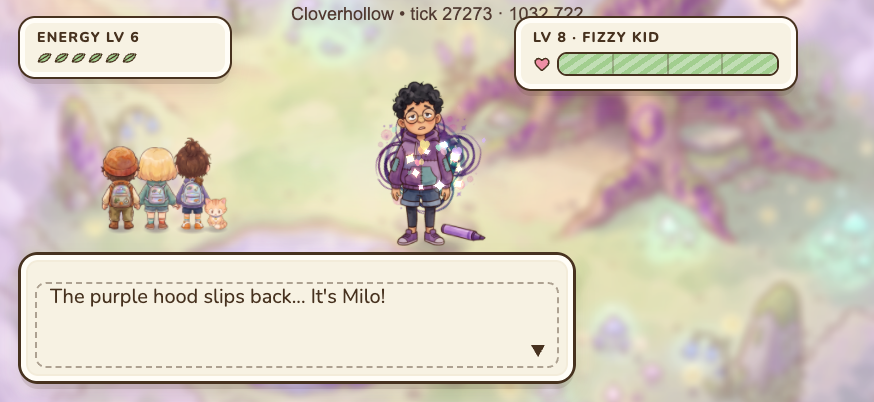 Cloverhollow • tick 27273 · 1032,722
ENERGY LV 6
LV 8 · FIZZY KID
The purple hood slips back... It's Milo!